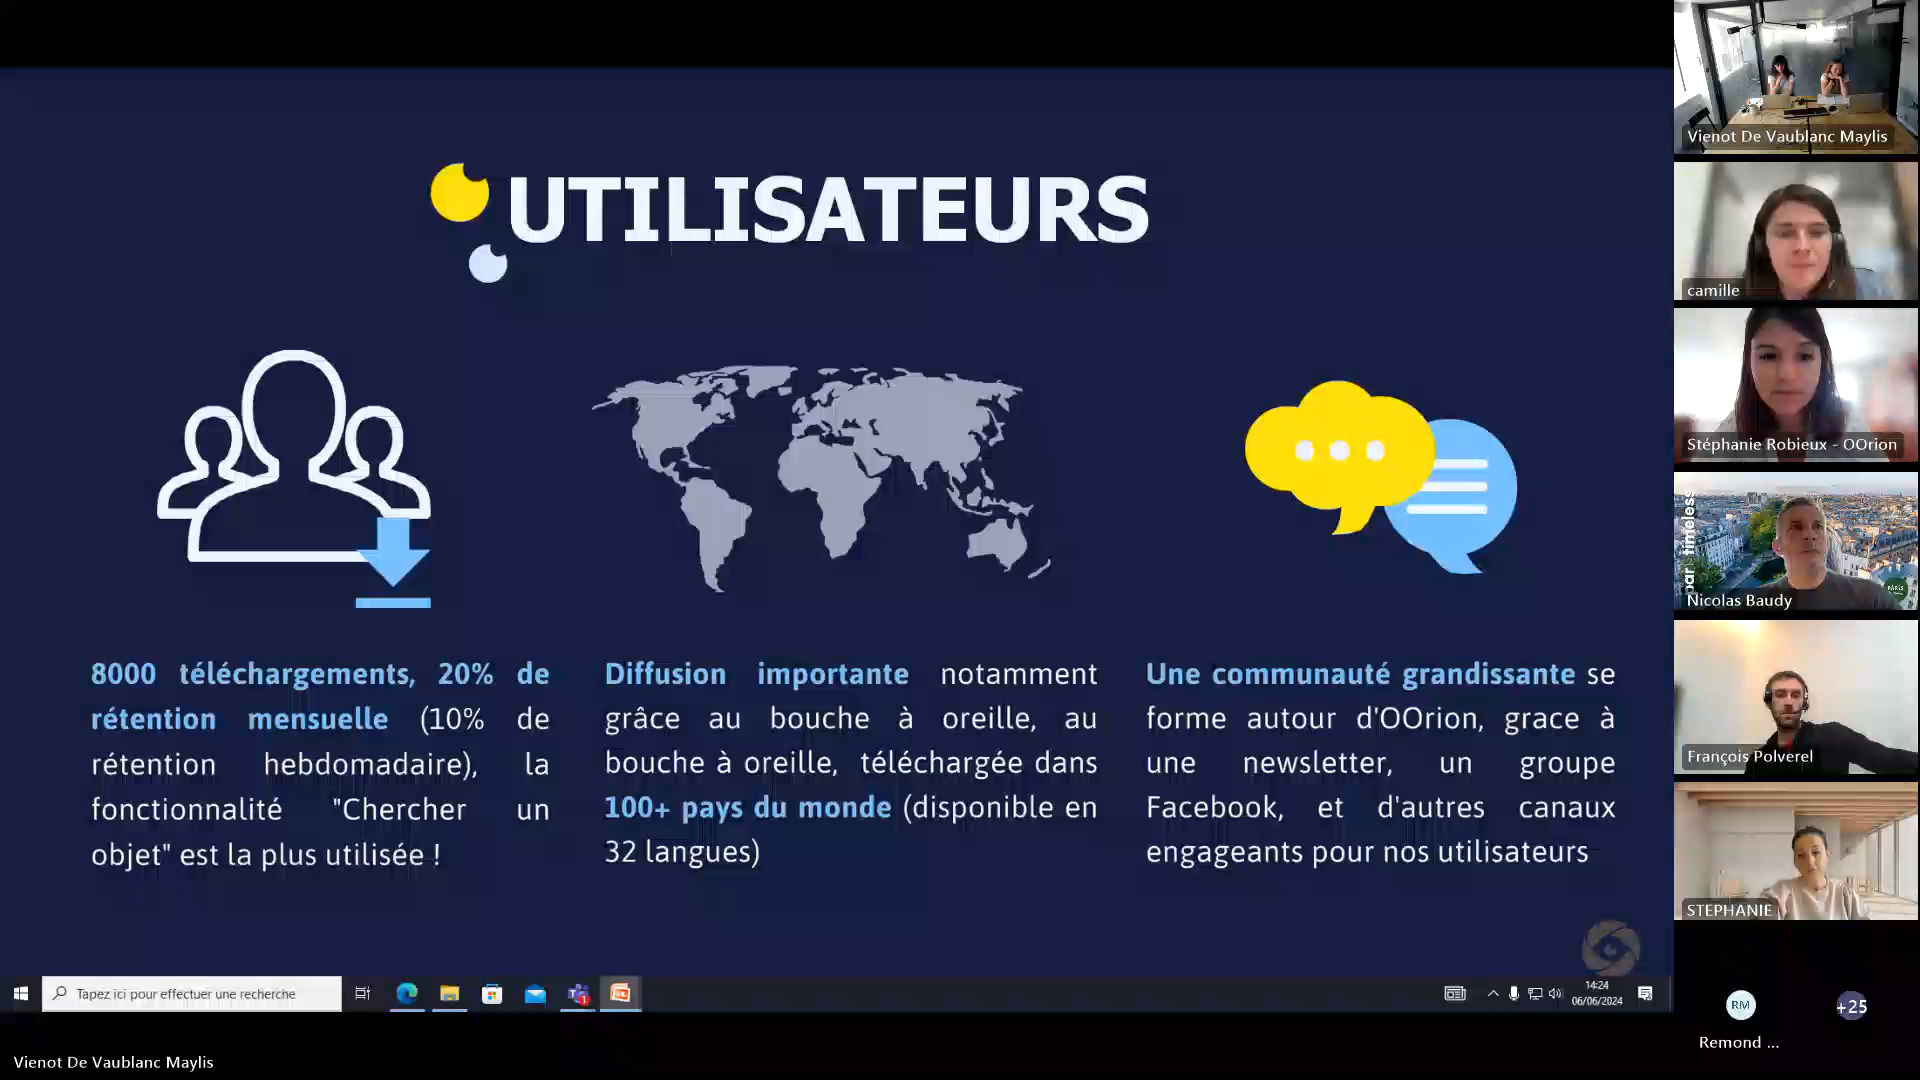 UTILISATEURS
8000 téléchargements, 20% de
rétention mensuelle (10% de
rétention hebdomadaire), la
fonctionnalité "Chercher un
objet" est la plus utilisée !
Diffusion importante notamment
grâce au bouche à oreille, au
bouche à oreille, téléchargée dans
100+ pays du monde (disponible en
32 langues)
Une communauté grandissante se
forme autour d'OOrion, grace à
une newsletter, un groupe
Facebook, et d'autres canaux
engageants pour nos utilisateurs
Tapez ici pour effectuer une recherche
1
14:24
06/06/2024
Vienot De Vaublanc Maylis
Vienot De Vaublanc Maylis
camille
Stéphanie Robieux - OOrion
timeless
Nicolas Baudy
François Polverel
STEPHANIE
RM
+25
Remond ...